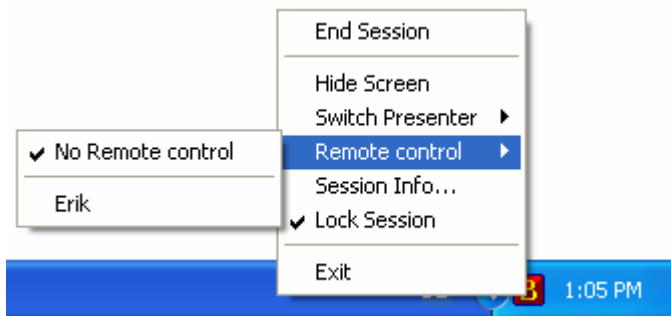 End Session
Hide Screen
Switch Presenter
Remote control
Session Info...
Lock Session
Exit
No Remote control
Erik
B
1:05 PM